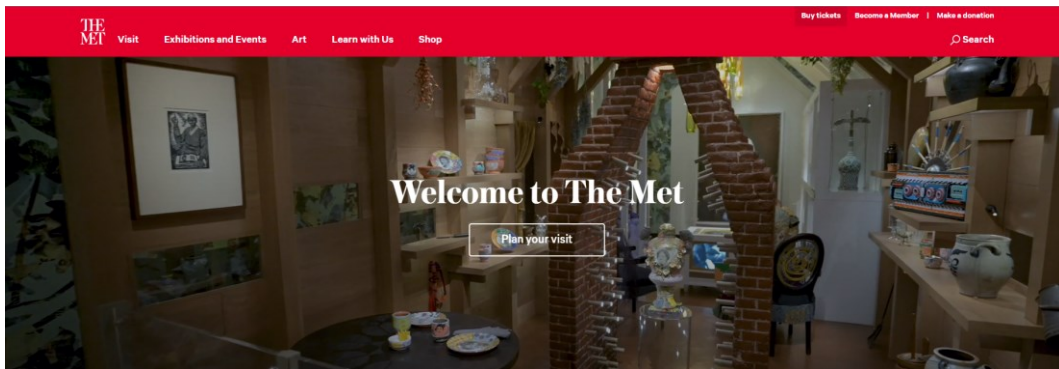 Buy tickets Become a Member | Make a donation
THE
MET Visit Exhibitions and Events Art Learn with Us Shop Search
Welcome to The Met
Plan your visit